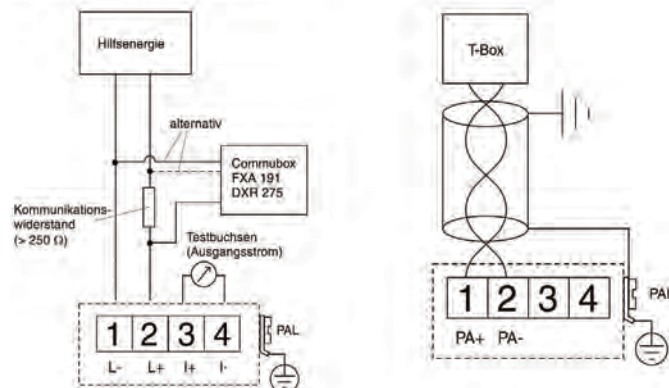 Hilfsenergie
alternativ
Commubox
FXA 191
DXR 275
Kommunikations-
widerstand
(> 250 Ω)
Testbuchsen
(Ausgangsstrom)
1 2 3 4
PAL
L- L+ I+ I-
T-Box
1 2 3 4
PAL
PA+ PA-